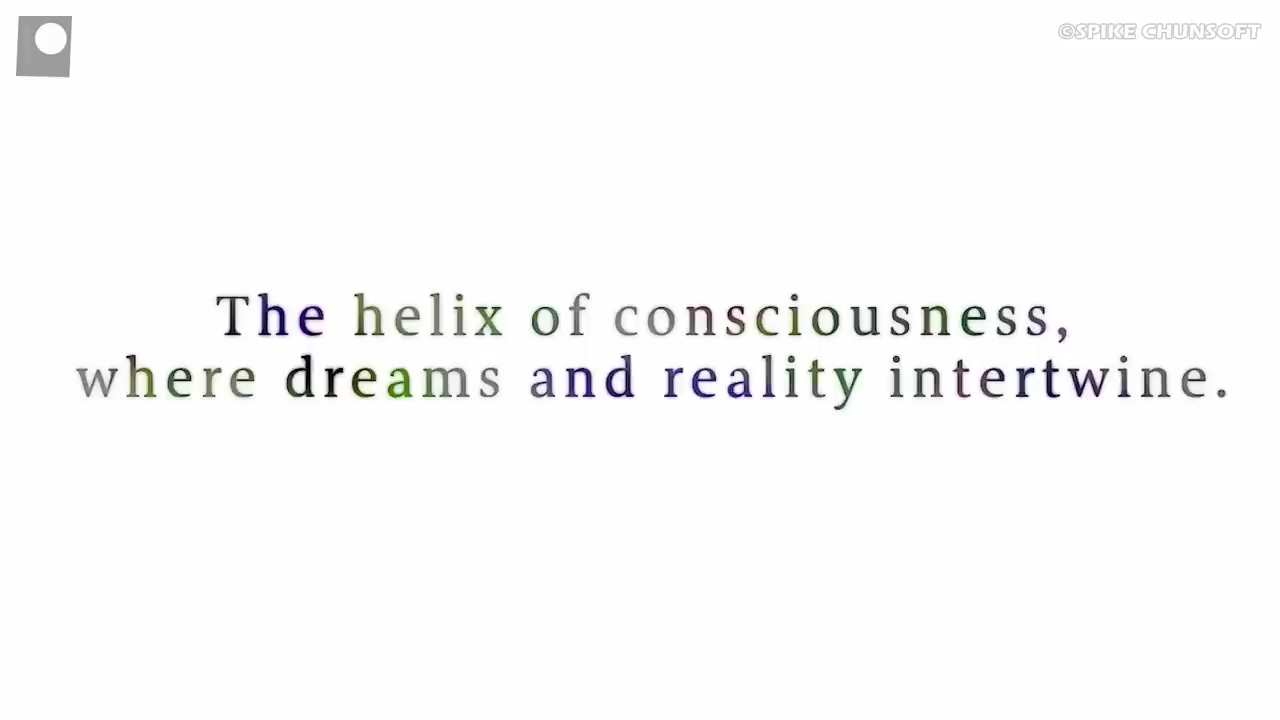 ©SPIKE CHUNSOFT
The helix of consciousness,
where dreams and reality intertwine.